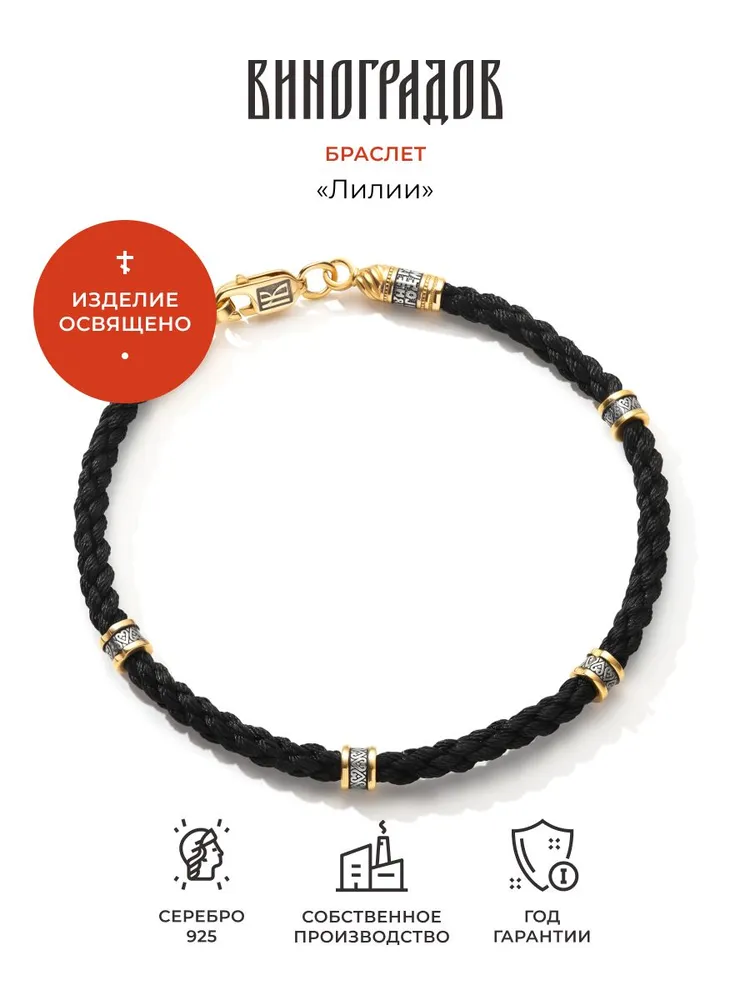 ВИНОГРАДОВ
БРАСЛЕТ
«Лилии»
ИЗДЕЛИЕ
ОСВЯЩЕНО
СЕРЕБРО
925
СОБСТВЕННОЕ
ПРОИЗВОДСТВО
ГОД
ГАРАНТИИ